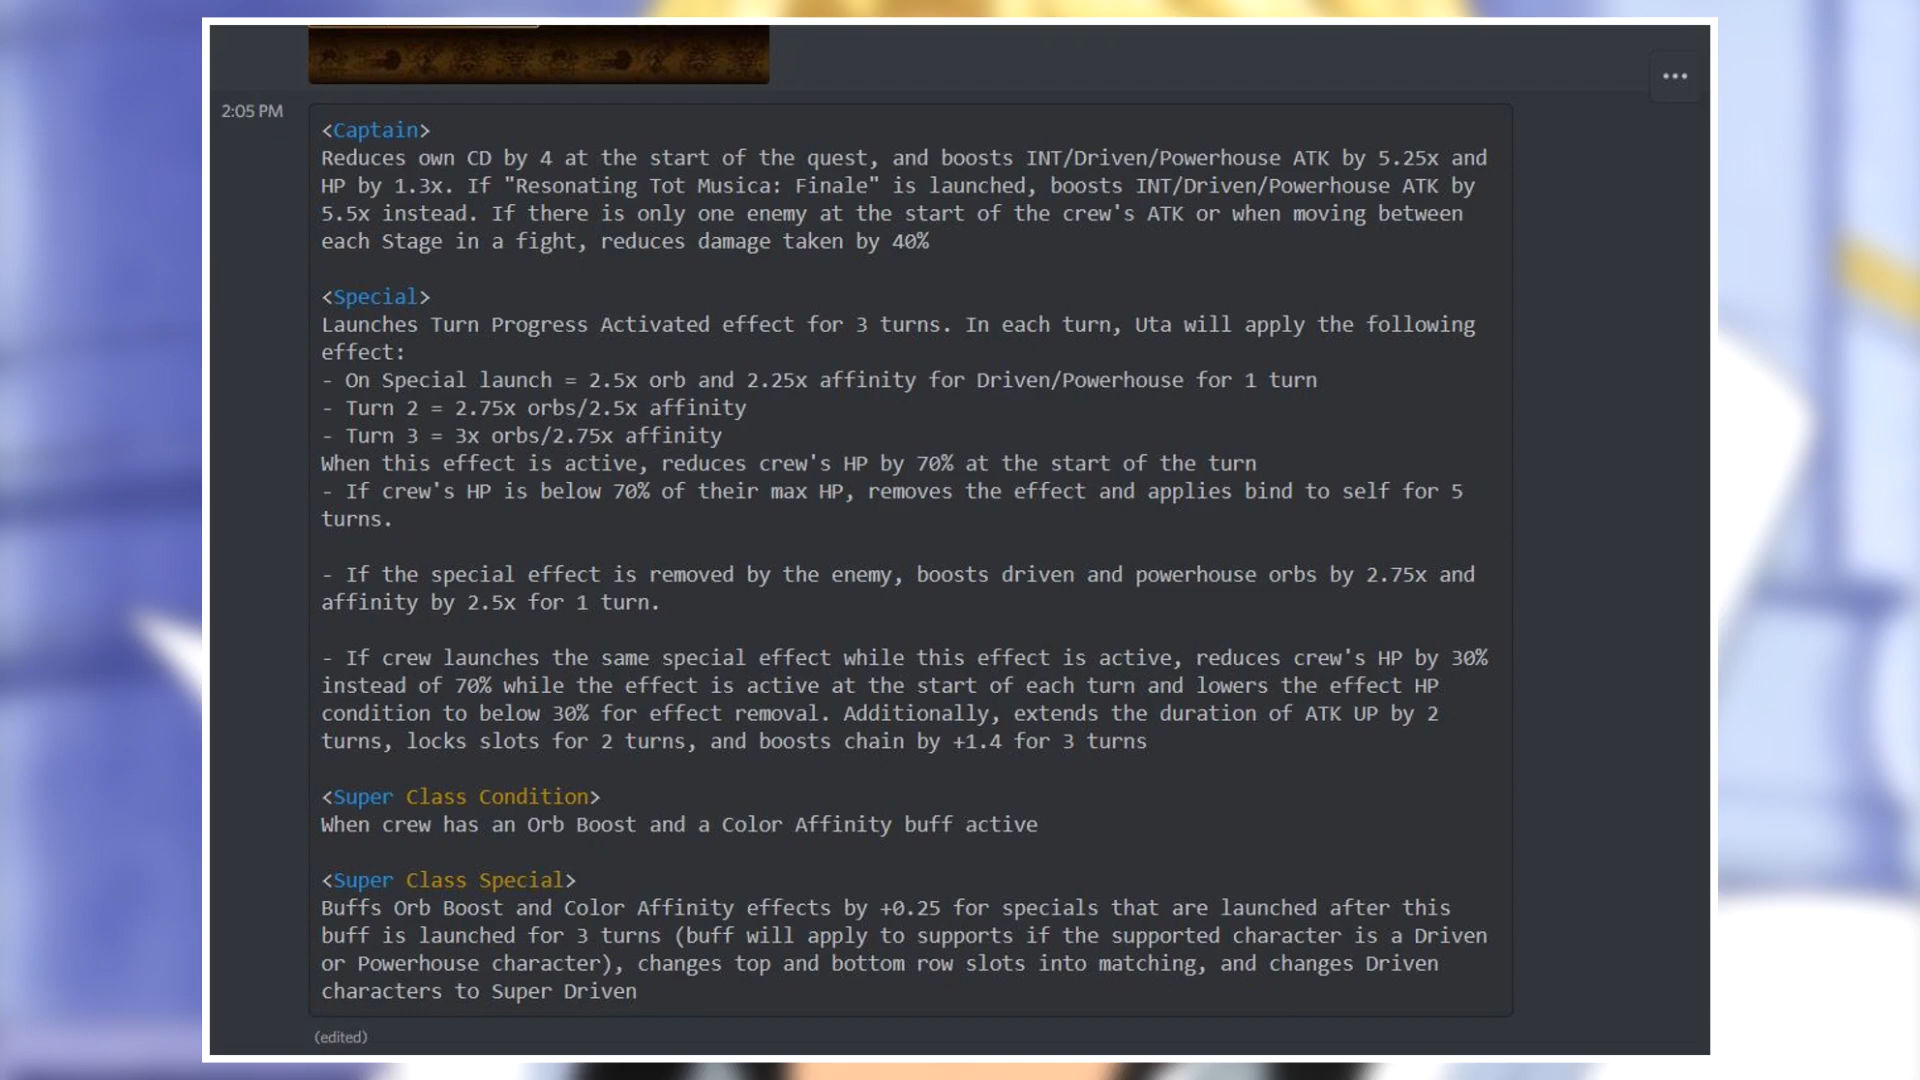 2:05 PM
<Captain>
Reduces own CD by 4 at the start of the quest, and boosts INT/Driven/Powerhouse ATK by 5.25x and
HP by 1.3x. If "Resonating Tot Musica: Finale" is launched, boosts INT/Driven/Powerhouse ATK by
5.5x instead. If there is only one enemy at the start of the crew's ATK or when moving between
each Stage in a fight, reduces damage taken by 40%
<Special>
Launches Turn Progress Activated effect for 3 turns. In each turn, Uta will apply the following
effect:
- On Special launch = 2.5x orb and 2.25x affinity for Driven/Powerhouse for 1 turn
- Turn 2 = 2.75x orbs/2.5x affinity
- Turn 3 = 3x orbs/2.75x affinity
When this effect is active, reduces crew's HP by 70% at the start of the turn
- If crew's HP is below 70% of their max HP, removes the effect and applies bind to self for 5
turns.
- If the special effect is removed by the enemy, boosts driven and powerhouse orbs by 2.75x and
affinity by 2.5x for 1 turn.
- If crew launches the same special effect while this effect is active, reduces crew's HP by 30%
instead of 70% while the effect is active at the start of each turn and lowers the effect HP
condition to below 30% for effect removal. Additionally, extends the duration of ATK UP by 2
turns, locks slots for 2 turns, and boosts chain by +1.4 for 3 turns
<Super Class Condition>
When crew has an Orb Boost and a Color Affinity buff active
<Super Class Special>
Buffs Orb Boost and Color Affinity effects by +0.25 for specials that are launched after this
buff is launched for 3 turns (buff will apply to supports if the supported character is a Driven
or Powerhouse character), changes top and bottom row slots into matching, and changes Driven
characters to Super Driven
(edited)